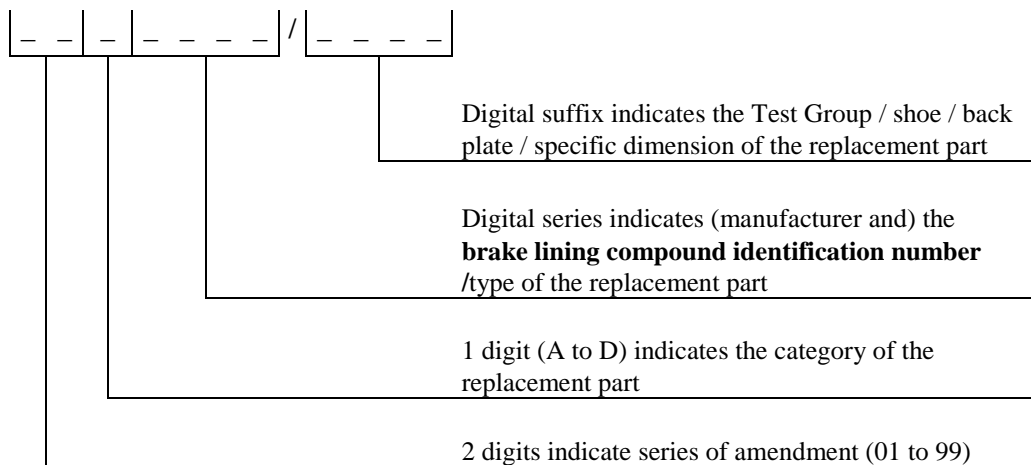 _ _ _ _ _ _ _ / _ _ _ _
Digital suffix indicates the Test Group / shoe / back
plate / specific dimension of the replacement part
Digital series indicates (manufacturer and) the
brake lining compound identification number
/type of the replacement part
1 digit (A to D) indicates the category of the
replacement part
2 digits indicate series of amendment (01 to 99)